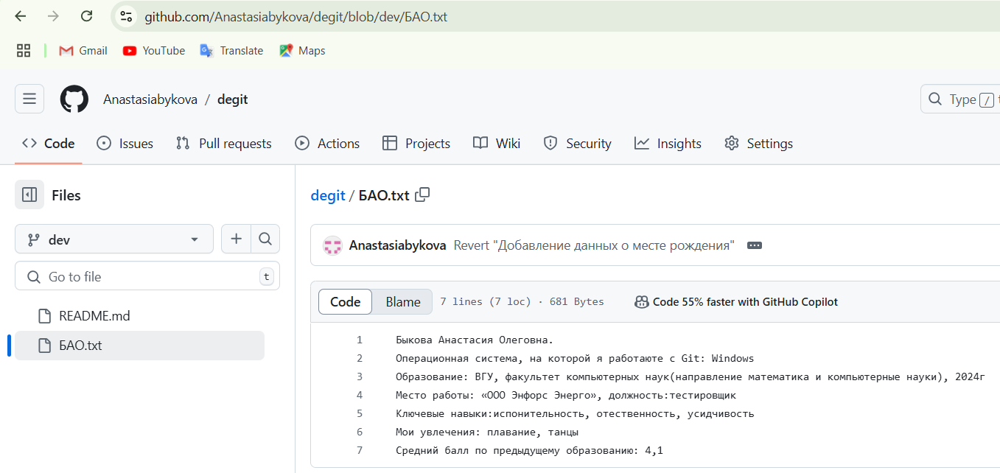 github.com/Anastasiabykova/degit/blob/dev/БАО.txt
Gmail YouTube Translate Maps
Anastasiabykova / degit
Type /
Code Issues Pull requests Actions Projects Wiki Security Insights Settings
Files
dev
Go to file t
README.md
БАО.txt
degit / БАО.txt
Anastasiabykova Revert "Добавление данных о месте рождения"
Code Blame 7 lines (7 loc) · 681 Bytes Code 55% faster with GitHub Copilot
1 Быкова Анастасия Олеговна.
2 Операционная система, на которой я работаюте с Git: Windows
3 Образование: ВГУ, факультет компьютерных наук(направление математика и компьютерные науки), 2024г
4 Место работы: «ООО Энфорс Энерго», должность:тестировщик
5 Ключевые навыки:испонительность, отественность, усидчивость
6 Мои увлечения: плавание, танцы
7 Средний балл по предыдущему образованию: 4,1